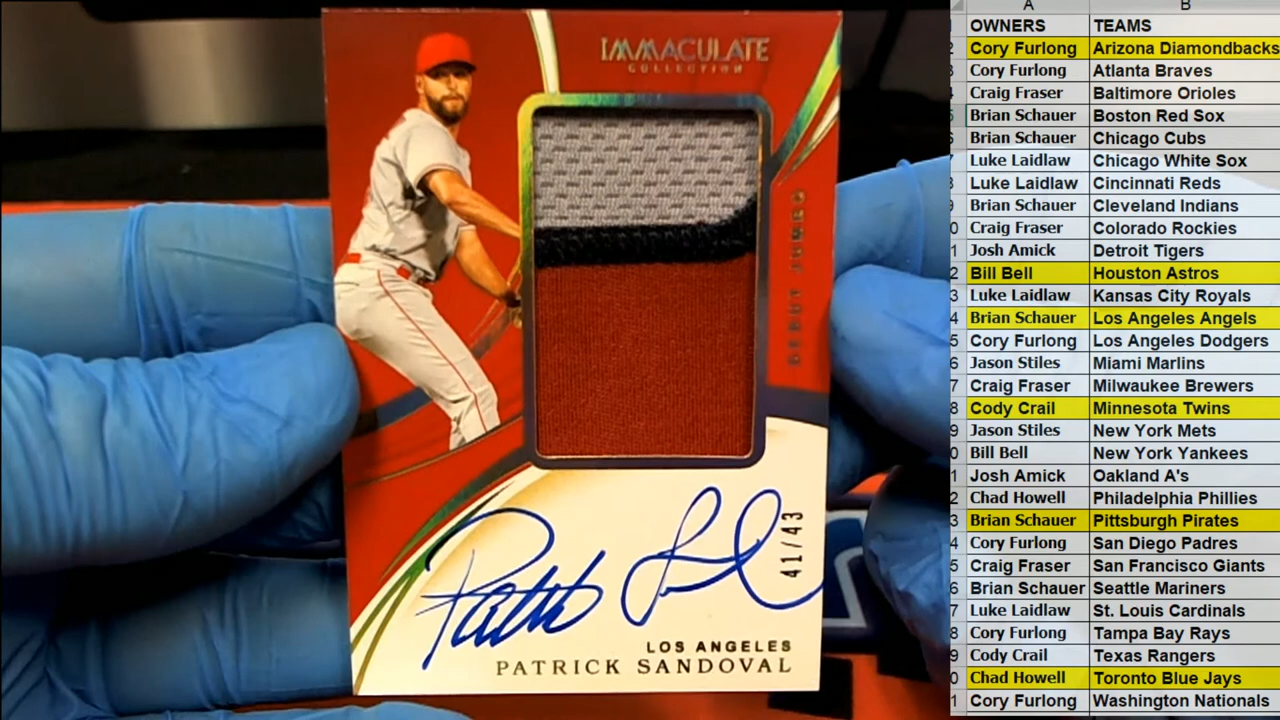 IMMACULATE
COLLECTION
DEBUT JUMBO
41/43
LOS ANGELES
PATRICK SANDOVAL
A B
OWNERS TEAMS
Cory Furlong Arizona Diamondbacks
Cory Furlong Atlanta Braves
Craig Fraser Baltimore Orioles
Brian Schauer Boston Red Sox
Brian Schauer Chicago Cubs
Luke Laidlaw Chicago White Sox
Luke Laidlaw Cincinnati Reds
Brian Schauer Cleveland Indians
Craig Fraser Colorado Rockies
Josh Amick Detroit Tigers
Bill Bell Houston Astros
Luke Laidlaw Kansas City Royals
Brian Schauer Los Angeles Angels
Cory Furlong Los Angeles Dodgers
Jason Stiles Miami Marlins
Craig Fraser Milwaukee Brewers
Cody Crail Minnesota Twins
Jason Stiles New York Mets
Bill Bell New York Yankees
Josh Amick Oakland A's
Chad Howell Philadelphia Phillies
Brian Schauer Pittsburgh Pirates
Cory Furlong San Diego Padres
Craig Fraser San Francisco Giants
Brian Schauer Seattle Mariners
Luke Laidlaw St. Louis Cardinals
Cory Furlong Tampa Bay Rays
Cody Crail Texas Rangers
Chad Howell Toronto Blue Jays
Cory Furlong Washington Nationals